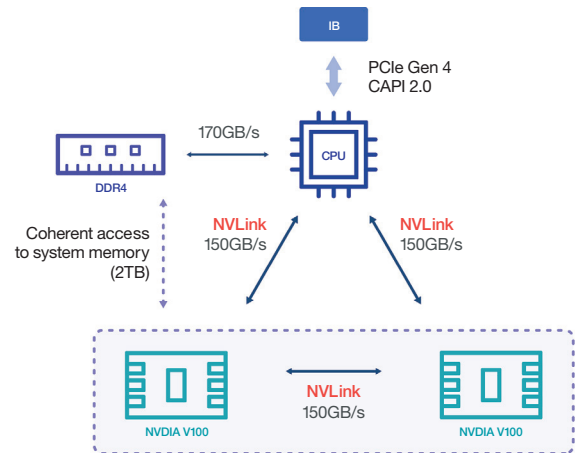 IB
PCIe Gen 4
CAPI 2.0
170GB/s
CPU
DDR4
Coherent access
to system memory
(2TB)
NVLink
150GB/s
NVLink
150GB/s
NVLink
150GB/s
NVDIA V100
NVDIA V100